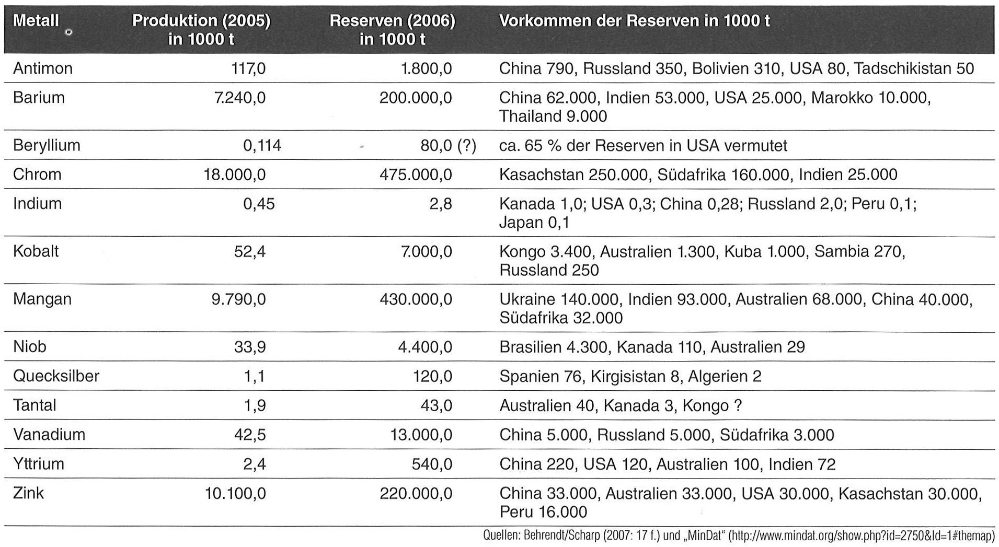 Metall Produktion (2005) Reserven (2006) Vorkommen der Reserven in 1000 t
in 1000 t in 1000 t
Antimon 117,0 1.800,0 China 790, Russland 350, Bolivien 310, USA 80, Tadschikistan 50
Barium 7.240,0 200.000,0 China 62.000, Indien 53.000, USA 25.000, Marokko 10.000,
Thailand 9.000
Beryllium 0,114 80,0 (?) ca. 65 % der Reserven in USA vermutet
Chrom 18.000,0 475.000,0 Kasachstan 250.000, Südafrika 160.000, Indien 25.000
Indium 0,45 2,8 Kanada 1,0; USA 0,3; China 0,28; Russland 2,0; Peru 0,1;
Japan 0,1
Kobalt 52,4 7.000,0 Kongo 3.400, Australien 1.300, Kuba 1.000, Sambia 270,
Russland 250
Mangan 9.790,0 430.000,0 Ukraine 140.000, Indien 93.000, Australien 68.000, China 40.000,
Südafrika 32.000
Niob 33,9 4.400,0 Brasilien 4.300, Kanada 110, Australien 29
Quecksilber 1,1 120,0 Spanien 76, Kirgisistan 8, Algerien 2
Tantal 1,9 43,0 Australien 40, Kanada 3, Kongo ?
Vanadium 42,5 13.000,0 China 5.000, Russland 5.000, Südafrika 3.000
Yttrium 2,4 540,0 China 220, USA 120, Australien 100, Indien 72
Zink 10.100,0 220.000,0 China 33.000, Australien 33.000, USA 30.000, Kasachstan 30.000,
Peru 16.000
Quellen: Behrendt/Scharp (2007: 17 f.) und „MinDat“ (http://www.mindat.org/show.php?id=2750&ld=1#themap)